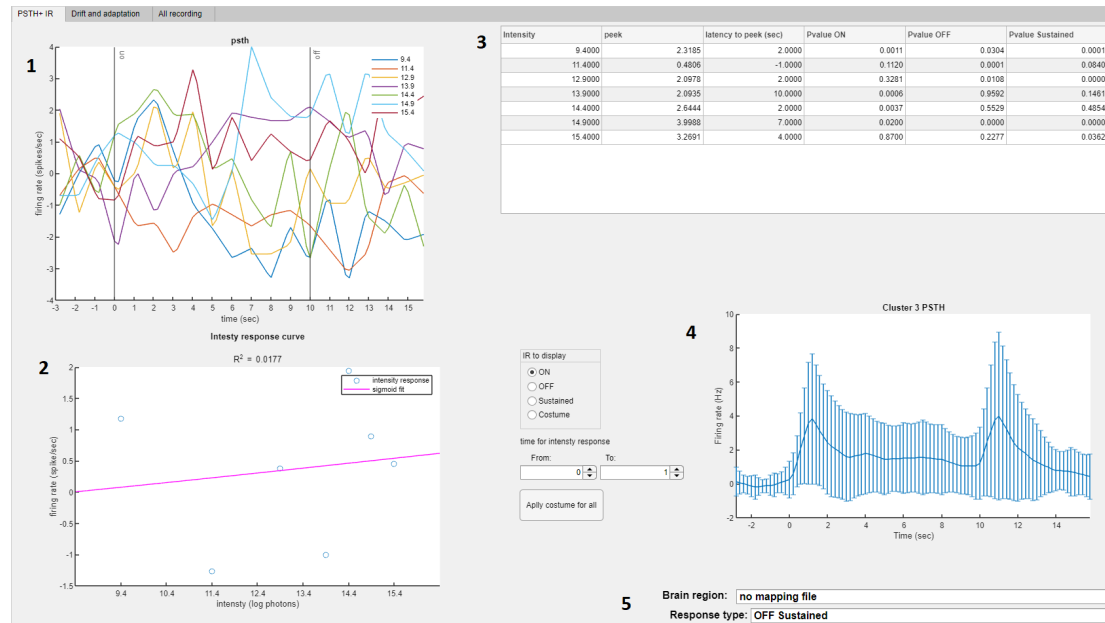 PSTH+ IR Drift and adaptation All recording
1
psth
on
off
9.4
11.4
12.9
13.9
14.4
14.9
15.4
firing rate (spikes/sec)
4
3
2
1
0
-1
-2
-3
-4
-3 -2 -1 0 1 2 3 4 5 6 7 8 9 10 11 12 13 14 15
time (sec)
2
Intesty response curve
R² = 0.0177
intensity response
sigmoid fit
firing rate (spike/sec)
2
1.5
1
0.5
0
-0.5
-1
-1.5
9.4 10.4 11.4 12.4 13.4 14.4 15.4
intensty (log photons)
3
Intensity peek latency to peek (sec) Pvalue ON Pvalue OFF Pvalue Sustained
9.4000 2.3185 2.0000 0.0011 0.0304 0.0001
11.4000 0.4806 -1.0000 0.1120 0.0001 0.0840
12.9000 2.0978 2.0000 0.3281 0.0108 0.0000
13.9000 2.0935 10.0000 0.0006 0.9592 0.1461
14.4000 2.6444 2.0000 0.0037 0.5529 0.4854
14.9000 3.9988 7.0000 0.0200 0.0000 0.0000
15.4000 3.2691 4.0000 0.8700 0.2277 0.0362
IR to display
ON
OFF
Sustained
Costume
time for intensty response
From: To:
0 1
Aplly costume for all
4
Cluster 3 PSTH
Firing rate (Hz)
10
8
6
4
2
0
-2
-2 0 2 4 6 8 10 12 14
Time (sec)
5
Brain region: no mapping file
Response type: OFF Sustained